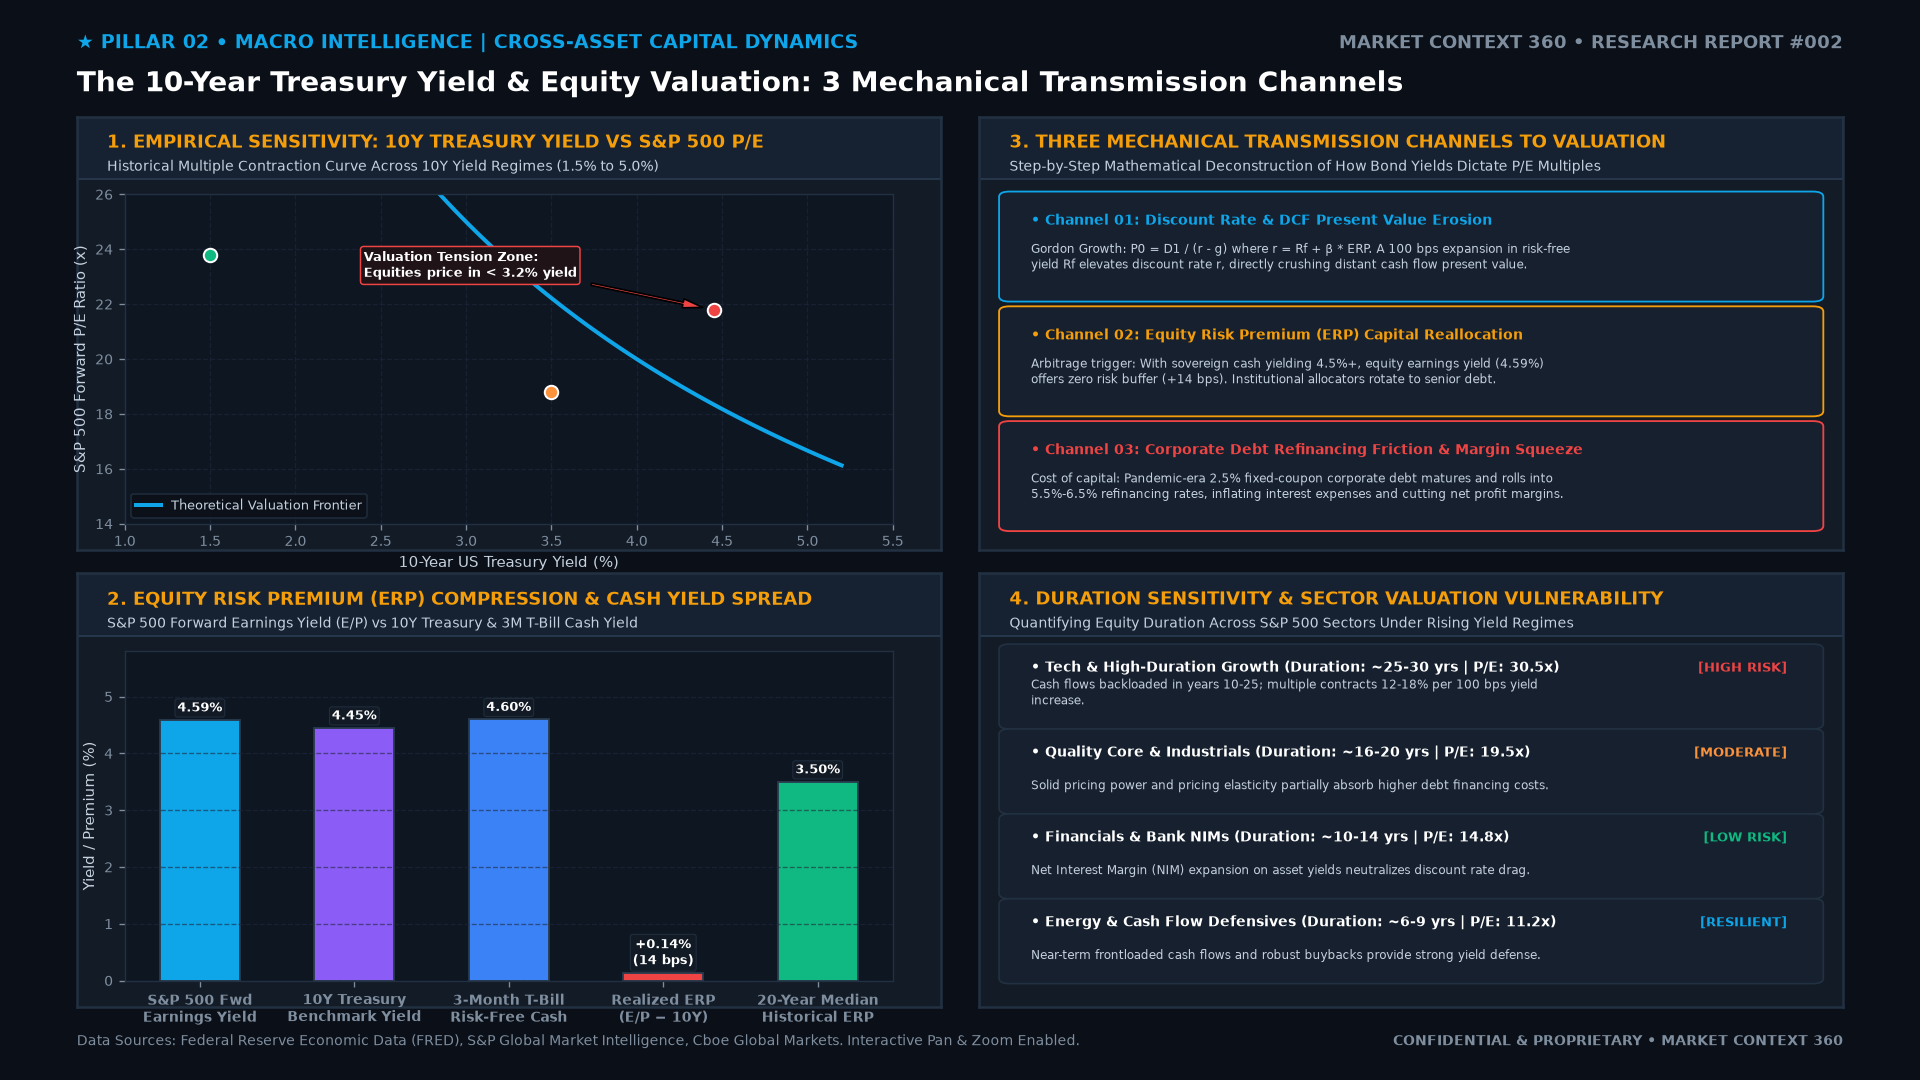 ★ PILLAR 02 • MACRO INTELLIGENCE | CROSS-ASSET CAPITAL DYNAMICS
MARKET CONTEXT 360 • RESEARCH REPORT #002
The 10-Year Treasury Yield & Equity Valuation: 3 Mechanical Transmission Channels
1. EMPIRICAL SENSITIVITY: 10Y TREASURY YIELD VS S&P 500 P/E
Historical Multiple Contraction Curve Across 10Y Yield Regimes (1.5% to 5.0%)
S&P 500 Forward P/E Ratio (x)
26
24
22
20
18
16
14
Valuation Tension Zone:
Equities price in < 3.2% yield
Theoretical Valuation Frontier
1.0 1.5 2.0 2.5 3.0 3.5 4.0 4.5 5.0 5.5
10-Year US Treasury Yield (%)
2. EQUITY RISK PREMIUM (ERP) COMPRESSION & CASH YIELD SPREAD
S&P 500 Forward Earnings Yield (E/P) vs 10Y Treasury & 3M T-Bill Cash Yield
Yield / Premium (%)
5
4
3
2
1
0
4.59%
4.45%
4.60%
+0.14%
(14 bps)
3.50%
S&P 500 Fwd
Earnings Yield
10Y Treasury
Benchmark Yield
3-Month T-Bill
Risk-Free Cash
Realized ERP
(E/P − 10Y)
20-Year Median
Historical ERP
3. THREE MECHANICAL TRANSMISSION CHANNELS TO VALUATION
Step-by-Step Mathematical Deconstruction of How Bond Yields Dictate P/E Multiples
• Channel 01: Discount Rate & DCF Present Value Erosion
Gordon Growth: P0 = D1 / (r - g) where r = Rf + β * ERP. A 100 bps expansion in risk-free
yield Rf elevates discount rate r, directly crushing distant cash flow present value.
• Channel 02: Equity Risk Premium (ERP) Capital Reallocation
Arbitrage trigger: With sovereign cash yielding 4.5%+, equity earnings yield (4.59%)
offers zero risk buffer (+14 bps). Institutional allocators rotate to senior debt.
• Channel 03: Corporate Debt Refinancing Friction & Margin Squeeze
Cost of capital: Pandemic-era 2.5% fixed-coupon corporate debt matures and rolls into
5.5%-6.5% refinancing rates, inflating interest expenses and cutting net profit margins.
4. DURATION SENSITIVITY & SECTOR VALUATION VULNERABILITY
Quantifying Equity Duration Across S&P 500 Sectors Under Rising Yield Regimes
• Tech & High-Duration Growth (Duration: ~25-30 yrs | P/E: 30.5x)
[HIGH RISK]
Cash flows backloaded in years 10-25; multiple contracts 12-18% per 100 bps yield
increase.
• Quality Core & Industrials (Duration: ~16-20 yrs | P/E: 19.5x)
[MODERATE]
Solid pricing power and pricing elasticity partially absorb higher debt financing costs.
• Financials & Bank NIMs (Duration: ~10-14 yrs | P/E: 14.8x)
[LOW RISK]
Net Interest Margin (NIM) expansion on asset yields neutralizes discount rate drag.
• Energy & Cash Flow Defensives (Duration: ~6-9 yrs | P/E: 11.2x)
[RESILIENT]
Near-term frontloaded cash flows and robust buybacks provide strong yield defense.
Data Sources: Federal Reserve Economic Data (FRED), S&P Global Market Intelligence, Cboe Global Markets. Interactive Pan & Zoom Enabled.
CONFIDENTIAL & PROPRIETARY • MARKET CONTEXT 360